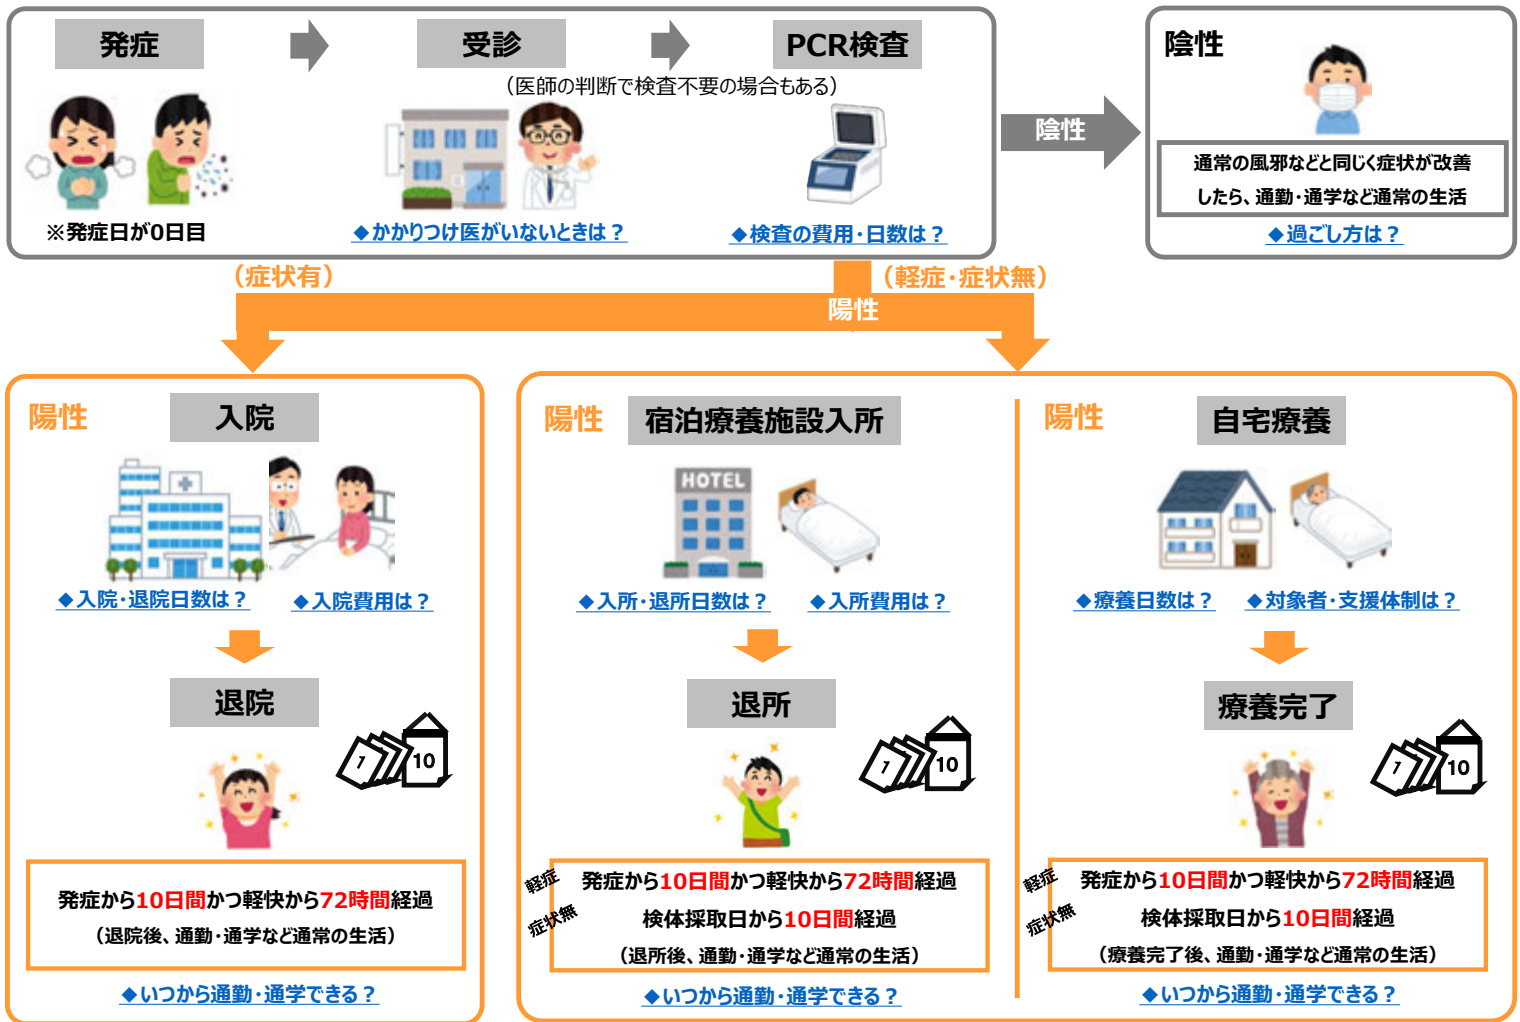 発症
受診
PCR検査
（医師の判断で検査不要の場合もある）
※発症日が0日目
◆かかりつけ医がいないときは？
◆検査の費用・日数は？
陰性
陰性
通常の風邪などと同じく症状が改善
したら、通勤・通学など通常の生活
◆過ごし方は？
（症状有）
（軽症・症状無）
陽性
陽性
入院
◆入院・退院日数は？
◆入院費用は？
退院
1
10
発症から10日間かつ軽快から72時間経過
（退院後、通勤・通学など通常の生活）
◆いつから通勤・通学できる？
陽性
宿泊療養施設入所
HOTEL
◆入所・退所日数は？
◆入所費用は？
退所
1
10
軽症
発症から10日間かつ軽快から72時間経過
症状無
検体採取日から10日間経過
（退所後、通勤・通学など通常の生活）
◆いつから通勤・通学できる？
陽性
自宅療養
◆療養日数は？
◆対象者・支援体制は？
療養完了
1
10
軽症
発症から10日間かつ軽快から72時間経過
症状無
検体採取日から10日間経過
（療養完了後、通勤・通学など通常の生活）
◆いつから通勤・通学できる？